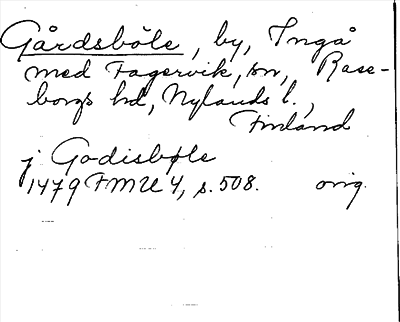 Gårdsböle, by, Ingå
med Fagervik, sn, Rase-
borgs hd, Nylands l.,
Finland
j Godisbøle
1479 FMU 4, s. 508. orig.